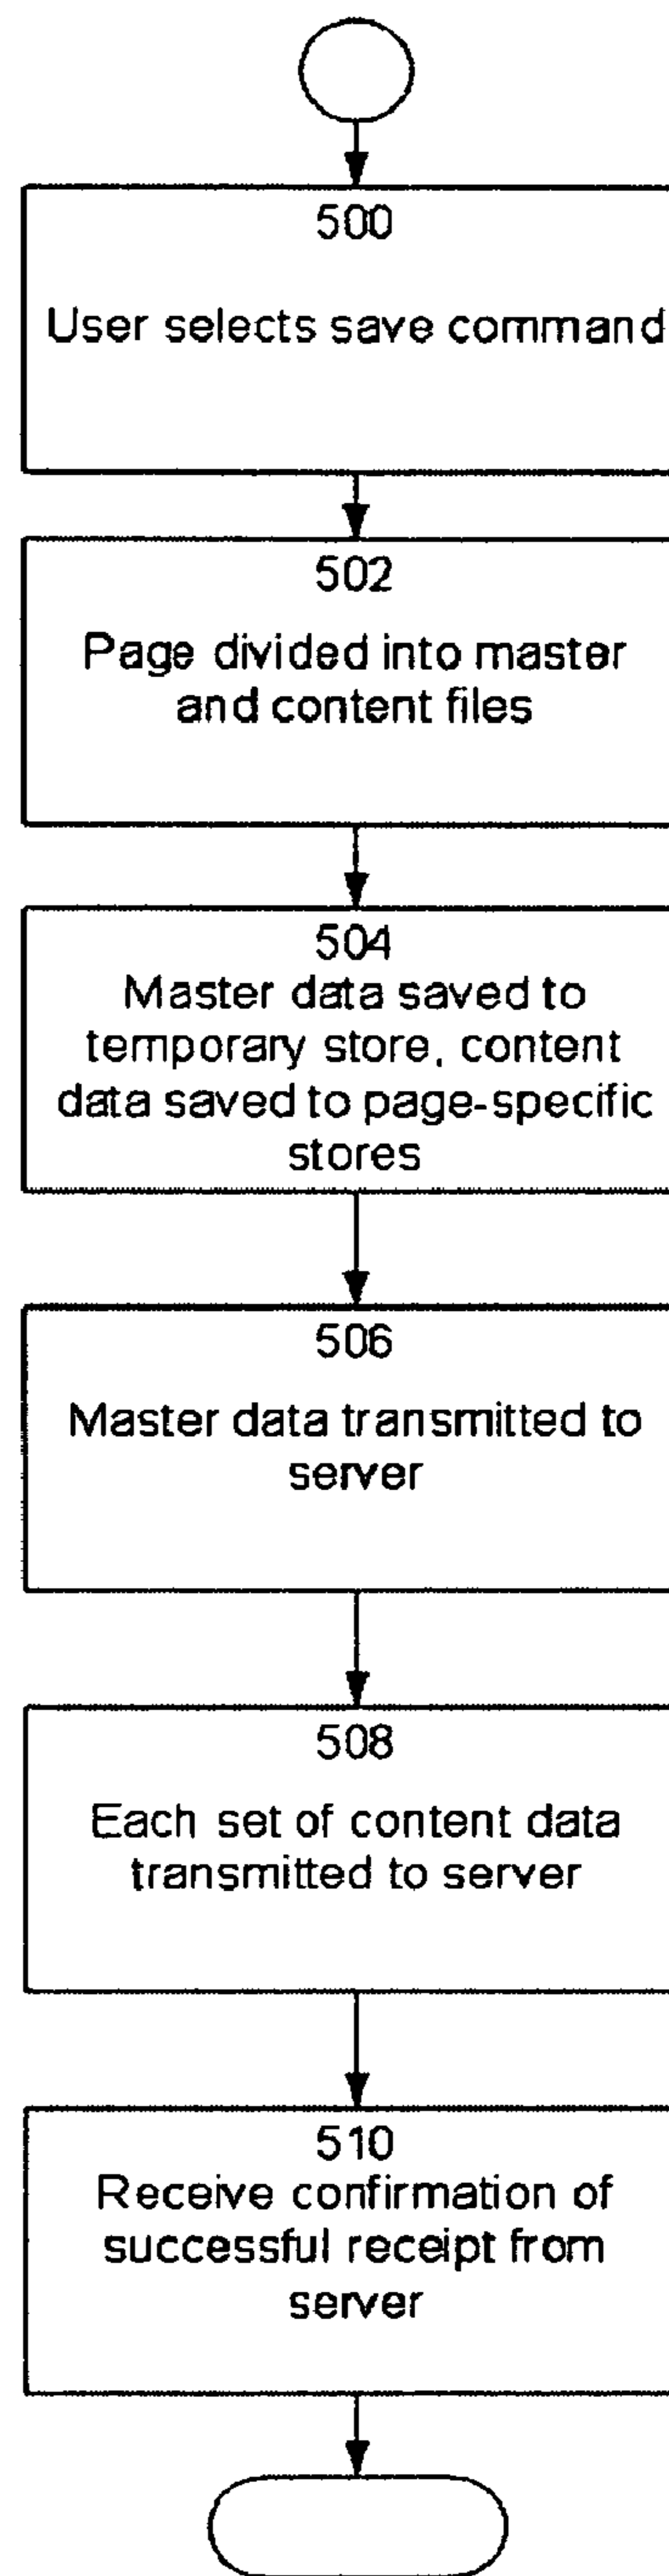 500
User selects save command
502
Page divided into master
and content files
504
Master data saved to
temporary store, content
data saved to page-specific
stores
506
Master data transmitted to
server
508
Each set of content data
transmitted to server
510
Receive confirmation of
successful receipt from
server